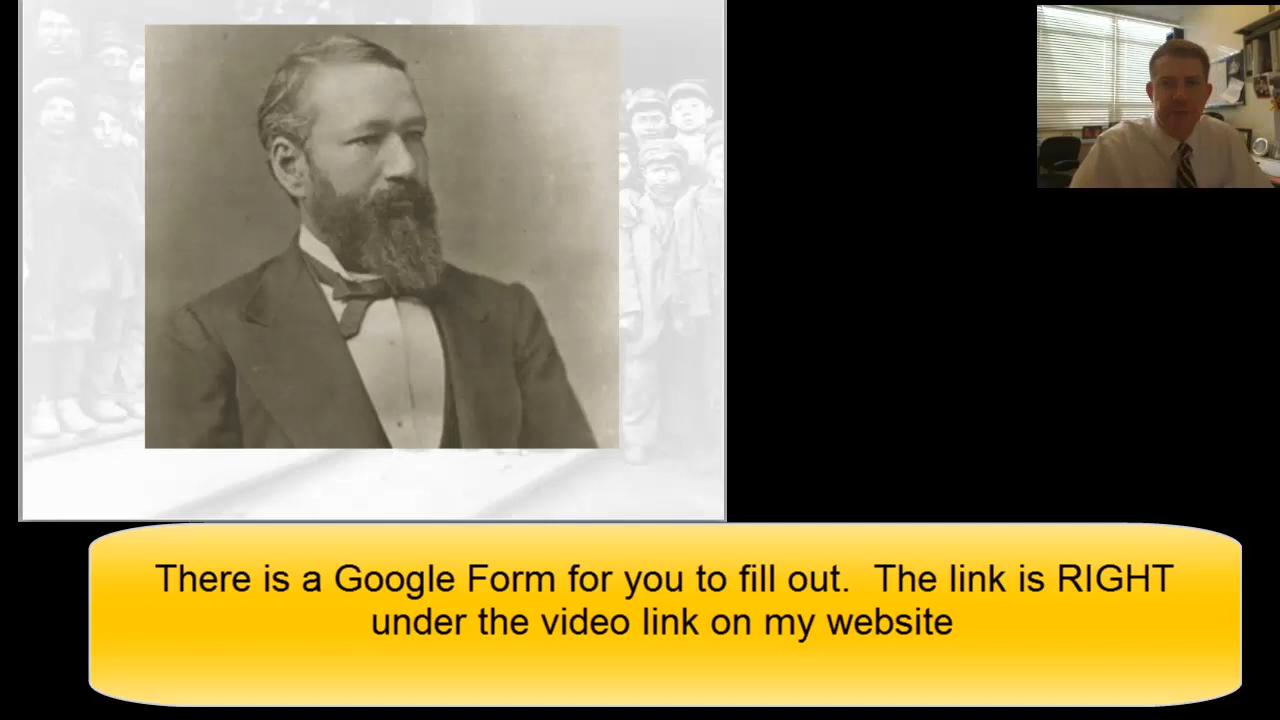 There is a Google Form for you to fill out.  The link is RIGHT
under the video link on my website